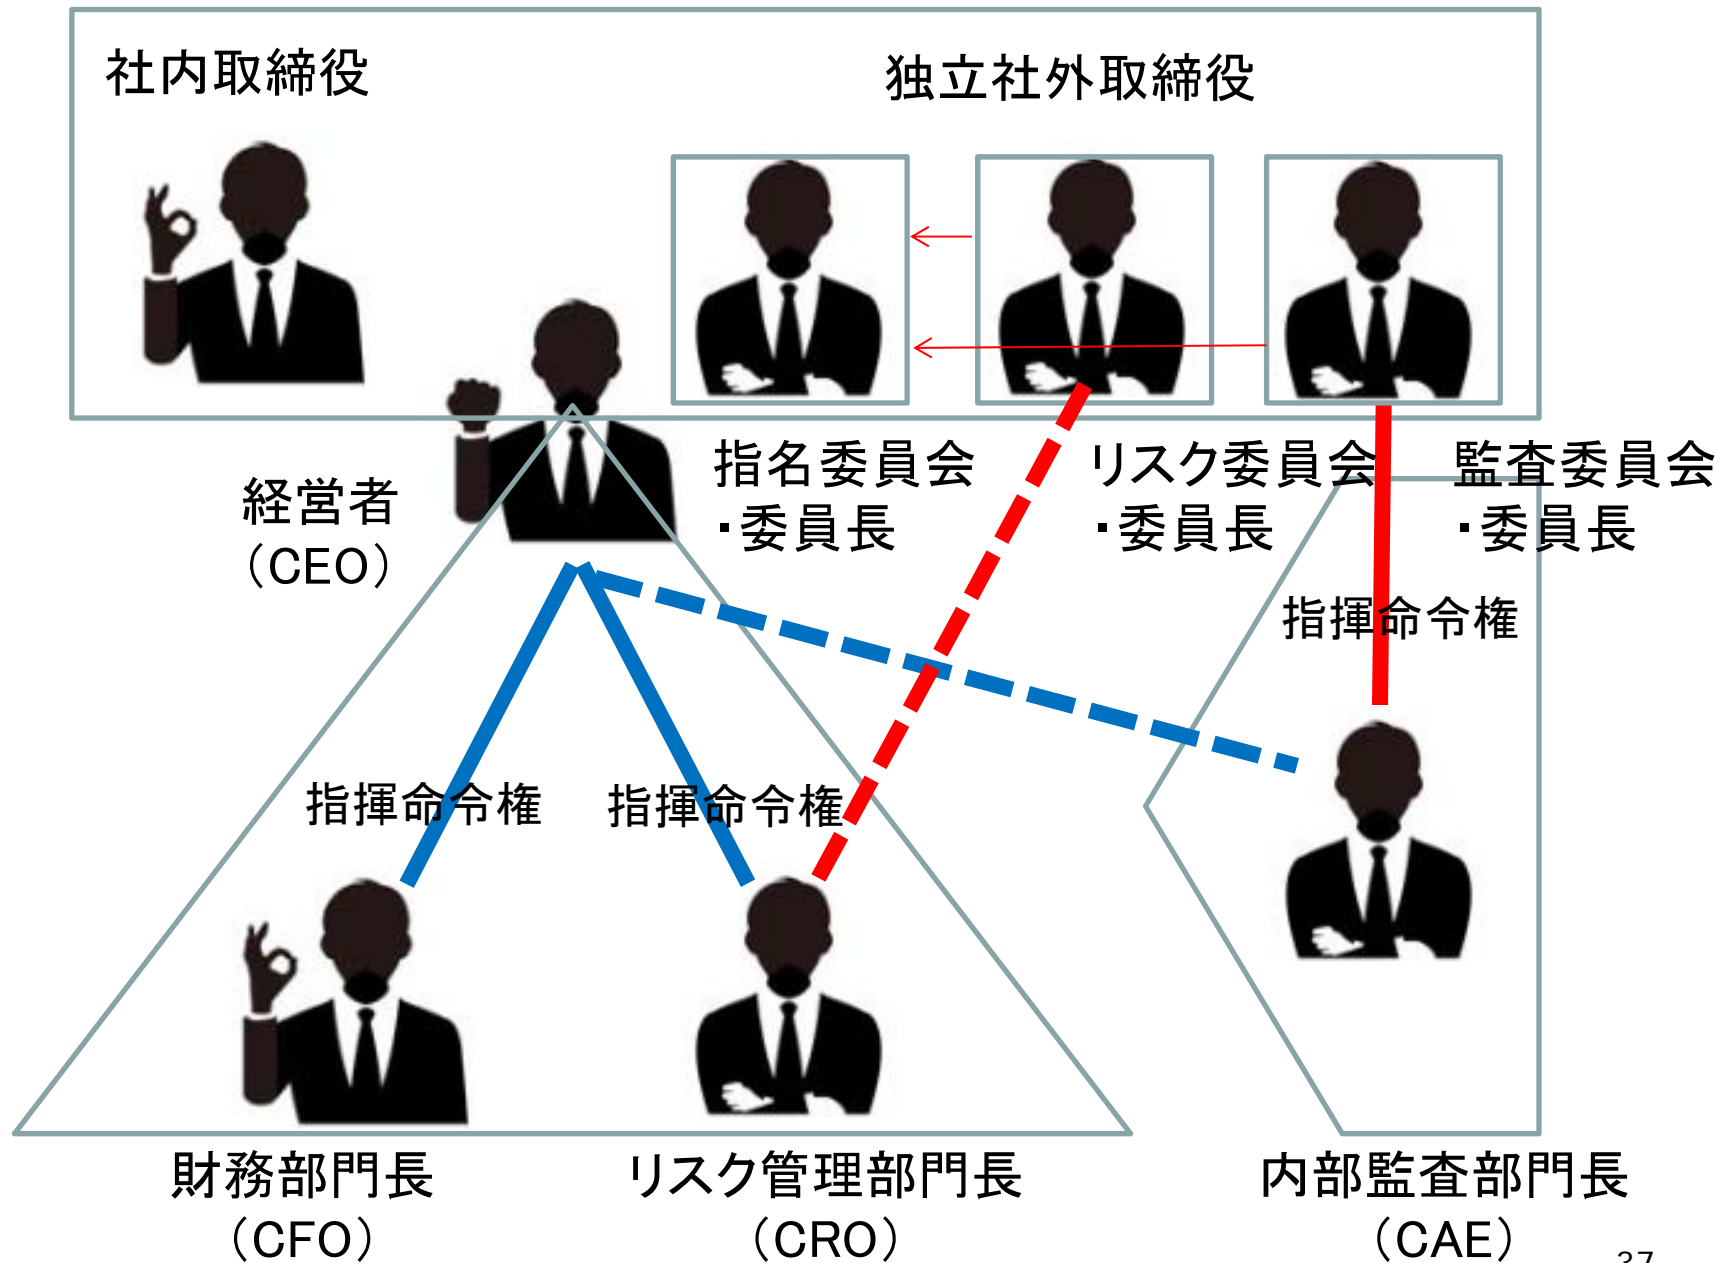 社内取締役
独立社外取締役
経営者
（CEO）
指名委員会
・委員長
リスク委員会
・委員長
監査委員会
・委員長
指揮命令権
指揮命令権
指揮命令権
財務部門長
（CFO）
リスク管理部門長
（CRO）
内部監査部門長
（CAE）
37